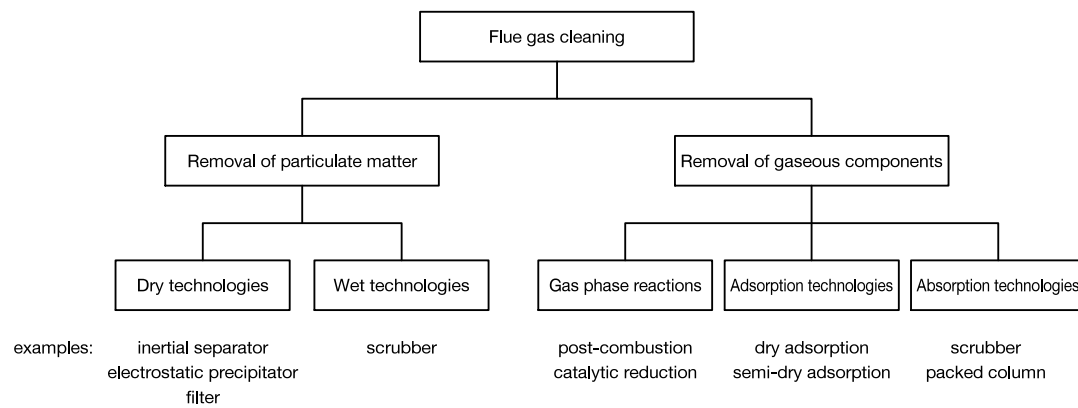 Flue gas cleaning
Removal of particulate matter
Removal of gaseous components
Dry technologies
Wet technologies
Gas phase reactions
Adsorption technologies
Absorption technologies
examples:
inertial separator
electrostatic precipitator
filter
scrubber
post-combustion
catalytic reduction
dry adsorption
semi-dry adsorption
scrubber
packed column